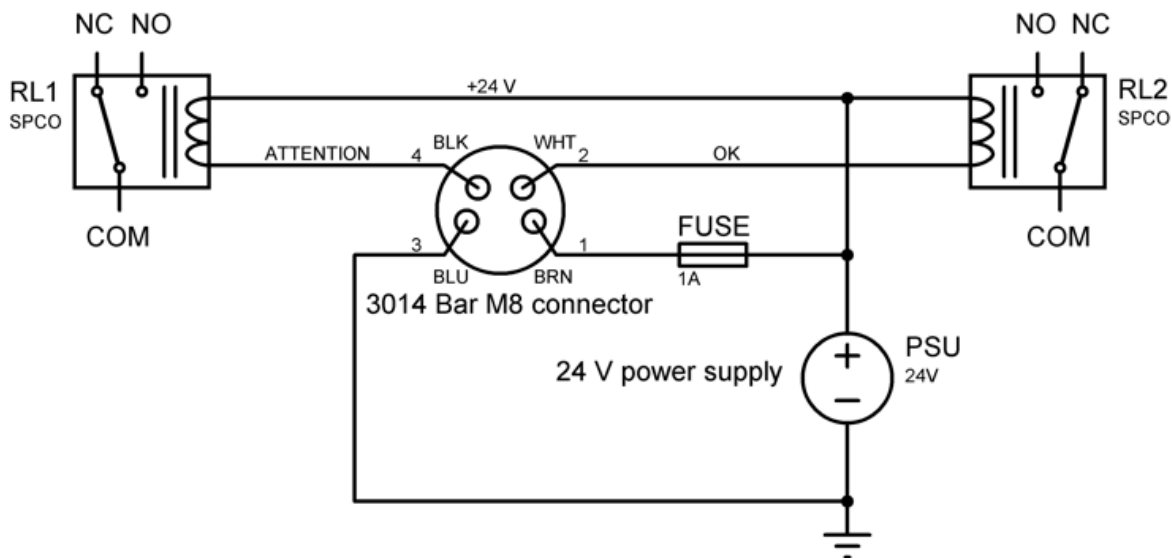 NC NO
NO NC
RL1
SPCO
+24 V
RL2
SPCO
ATTENTION
4
BLK
WHT
2
OK
COM
COM
3
BLU
BRN
1
FUSE
1A
3014 Bar M8 connector
24 V power supply
+
−
PSU
24V